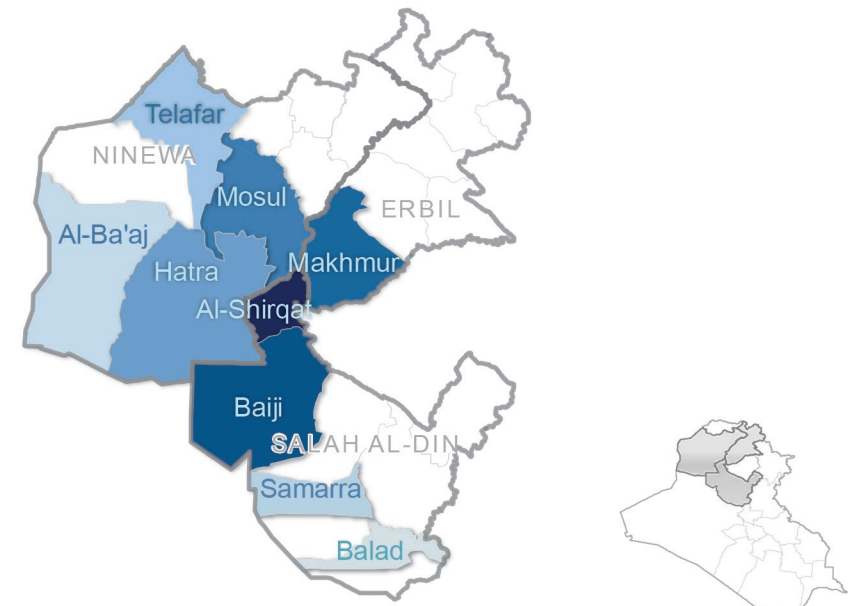 Telafar
NINEWA
Mosul
ERBIL
Al-Ba'aj
Hatra
Makhmur
Al-Shirqat
Baiji
SALAH AL-DIN
Samarra
Balad